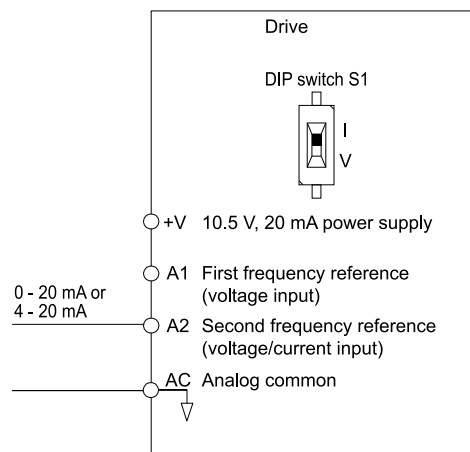 Drive
DIP switch S1
I
V
+V 10.5 V, 20 mA power supply
A1 First frequency reference
(voltage input)
0 - 20 mA or
4 - 20 mA
A2 Second frequency reference
(voltage/current input)
AC Analog common